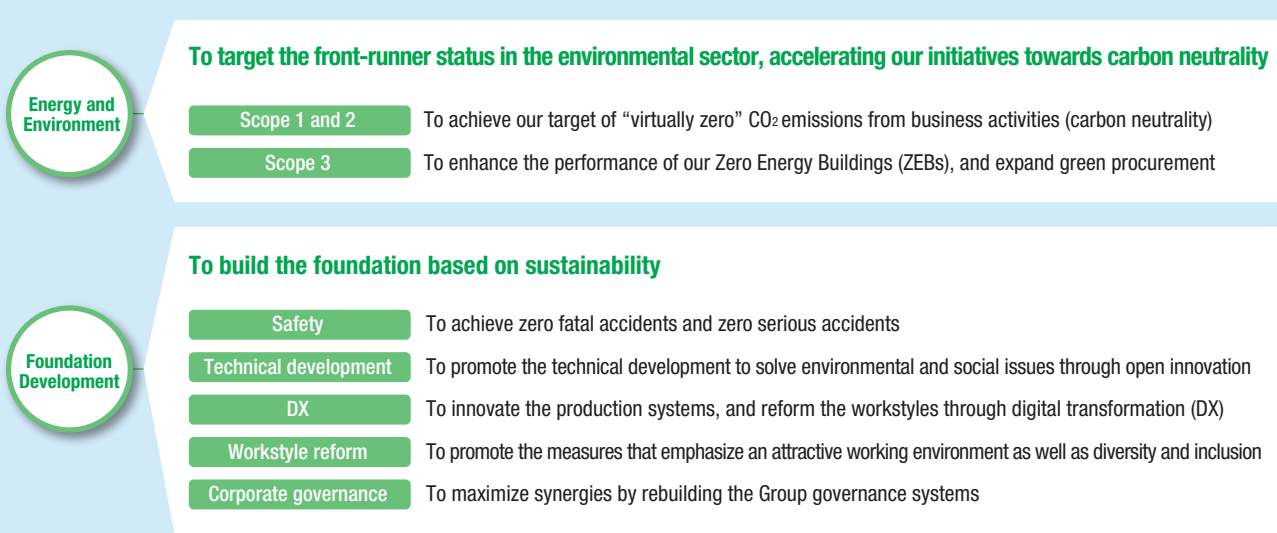 To target the front-runner status in the environmental sector, accelerating our initiatives towards carbon neutrality
Energy and
Environment
Scope 1 and 2 To achieve our target of “virtually zero” CO2 emissions from business activities (carbon neutrality)
Scope 3 To enhance the performance of our Zero Energy Buildings (ZEBs), and expand green procurement
To build the foundation based on sustainability
Foundation
Development
Safety To achieve zero fatal accidents and zero serious accidents
Technical development To promote the technical development to solve environmental and social issues through open innovation
DX To innovate the production systems, and reform the workstyles through digital transformation (DX)
Workstyle reform To promote the measures that emphasize an attractive working environment as well as diversity and inclusion
Corporate governance To maximize synergies by rebuilding the Group governance systems